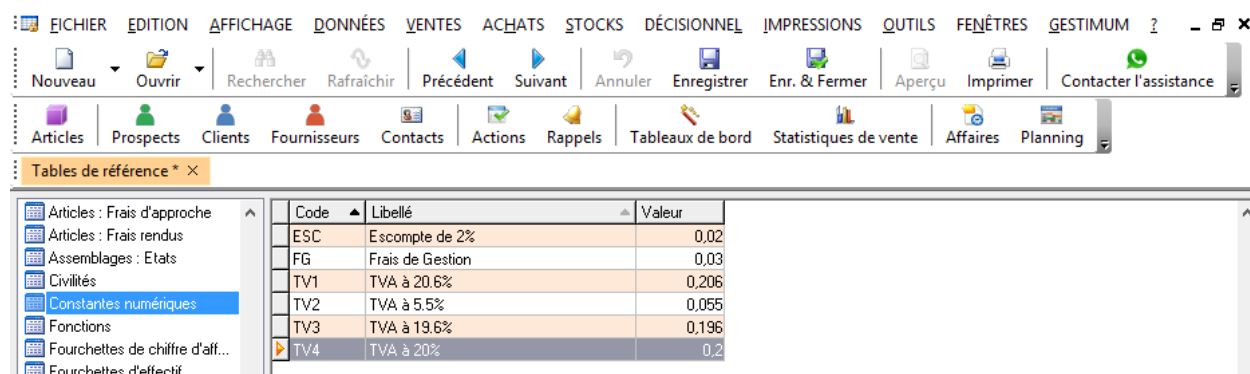 FICHIER EDITION AFFICHAGE DONNÉES VENTES ACHATS STOCKS DÉCISIONNEL IMPRESSIONS OUTILS FENÊTRES GESTIMUM ?
Nouveau Ouvrir Rechercher Rafraîchir Précédent Suivant Annuler Enregistrer Enr. & Fermer Aperçu Imprimer Contacter l'assistance
Articles Prospects Clients Fournisseurs Contacts Actions Rappels Tableaux de bord Statistiques de vente Affaires Planning
Tables de référence *
Articles : Frais d'approche
Articles : Frais rendus
Assemblages : Etats
Civilités
Constantes numériques
Fonctions
Fourchettes de chiffre d'aff...
Fourchettes d'effectif
Code Libellé Valeur
ESC Escompte de 2% 0,02
FG Frais de Gestion 0,03
TV1 TVA à 20.6% 0,206
TV2 TVA à 5.5% 0,055
TV3 TVA à 19.6% 0,196
TV4 TVA à 20% 0,2